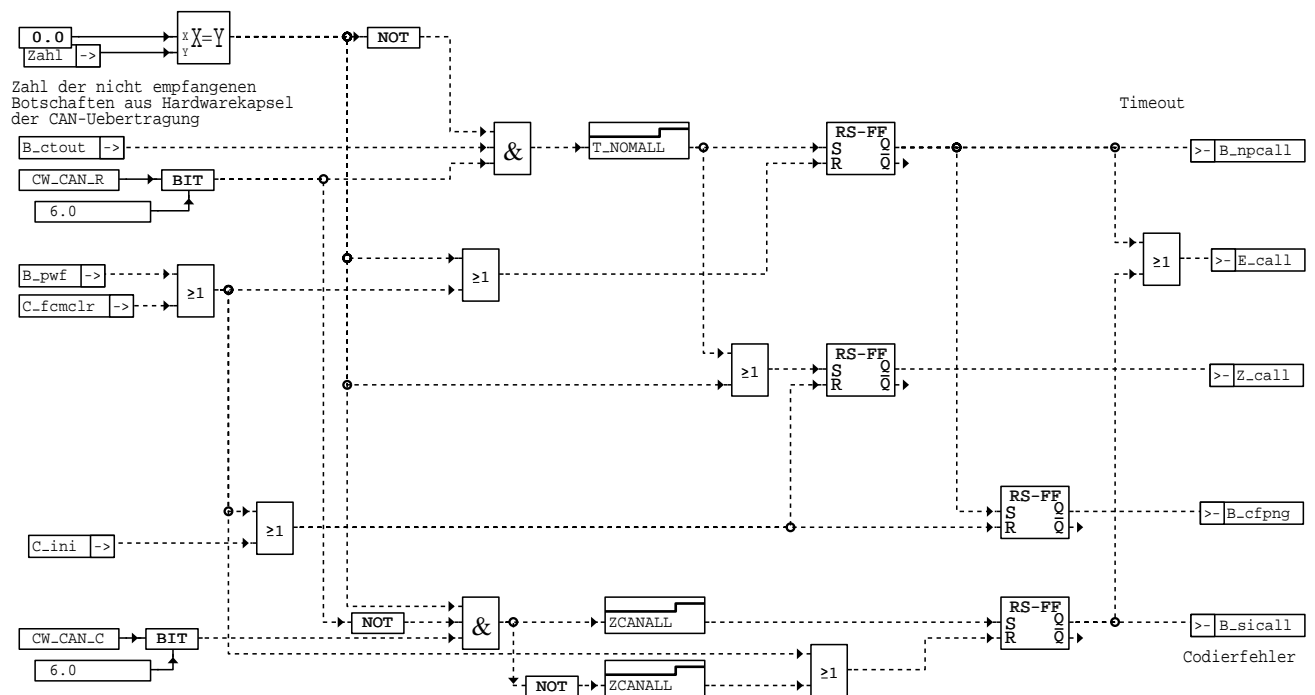 0.0
X
Y
X=Y
NOT
Zahl ->
Zahl der nicht empfangenen
Botschaften aus Hardwarekapsel
der CAN-Uebertragung
Timeout
B_ctout ->
&
T_NOMALL
RS-FF
S Q
R Q
>- B_npcall
CW_CAN_R
BIT
6.0
B_pwf ->
C_fcmclr ->
≥1
≥1
≥1
>- E_call
≥1
RS-FF
S Q
R Q
>- Z_call
C_ini ->
≥1
RS-FF
S Q
R Q
>- B_cfpng
CW_CAN_C
BIT
6.0
NOT
&
ZCANALL
RS-FF
S Q
R Q
>- B_sicall
Codierfehler
NOT
ZCANALL
≥1